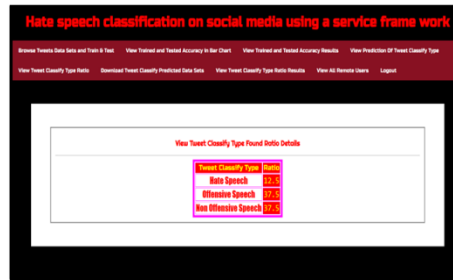 Hate speech classification on social media using a service frame work
Browse Tweets Data Sets and Train & Test View Trained and Tested Accuracy in Bar Chart View Trained and Tested Accuracy Results View Prediction Of Tweet Classify Type
View Tweet Classify Type Ratio Download Tweet Classify Predicted Data Sets View Tweet Classify Type Ratio Results View All Remote Users Logout
View Tweet Classify Type Found Ratio Details
Tweet Classify Type Ratio
Hate Speech 12.5
Offensive Speech 37.5
Non Offensive Speech 37.5